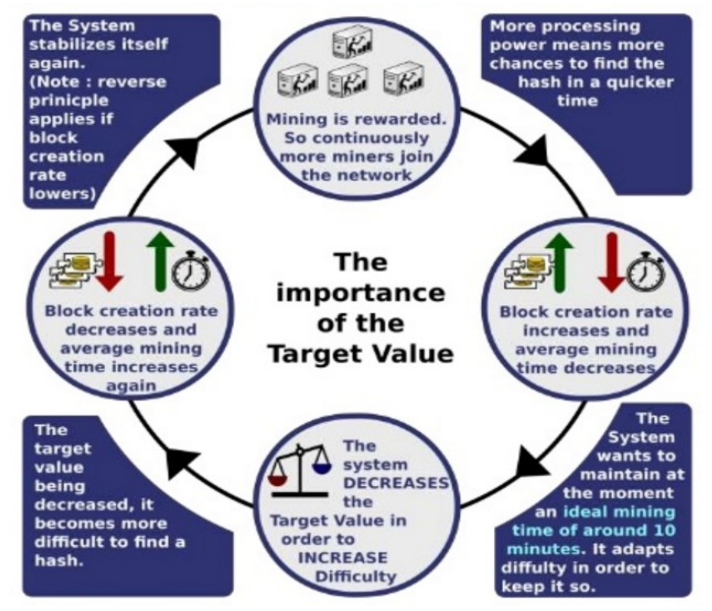 The System
stabilizes itself
again.
(Note : reverse
prinicple
applies if
block
creation
rate
lowers)
Mining is rewarded.
So continuously
more miners join
the network
More processing
power means more
chances to find the
hash in a quicker
time
Block creation rate
decreases and
average mining
time increases
again
The
importance
of the
Target Value
Block creation rate
increases and
average mining
time decreases
The
target
value
being
decreased, it
becomes more
difficult to find a
hash.
The
system
DECREASES
the
Target Value in
order to
INCREASE
Difficulty
The
System
wants to
maintain at
the moment
an ideal mining
time of around 10
minutes. It adapts
diffulty in order to
keep it so.